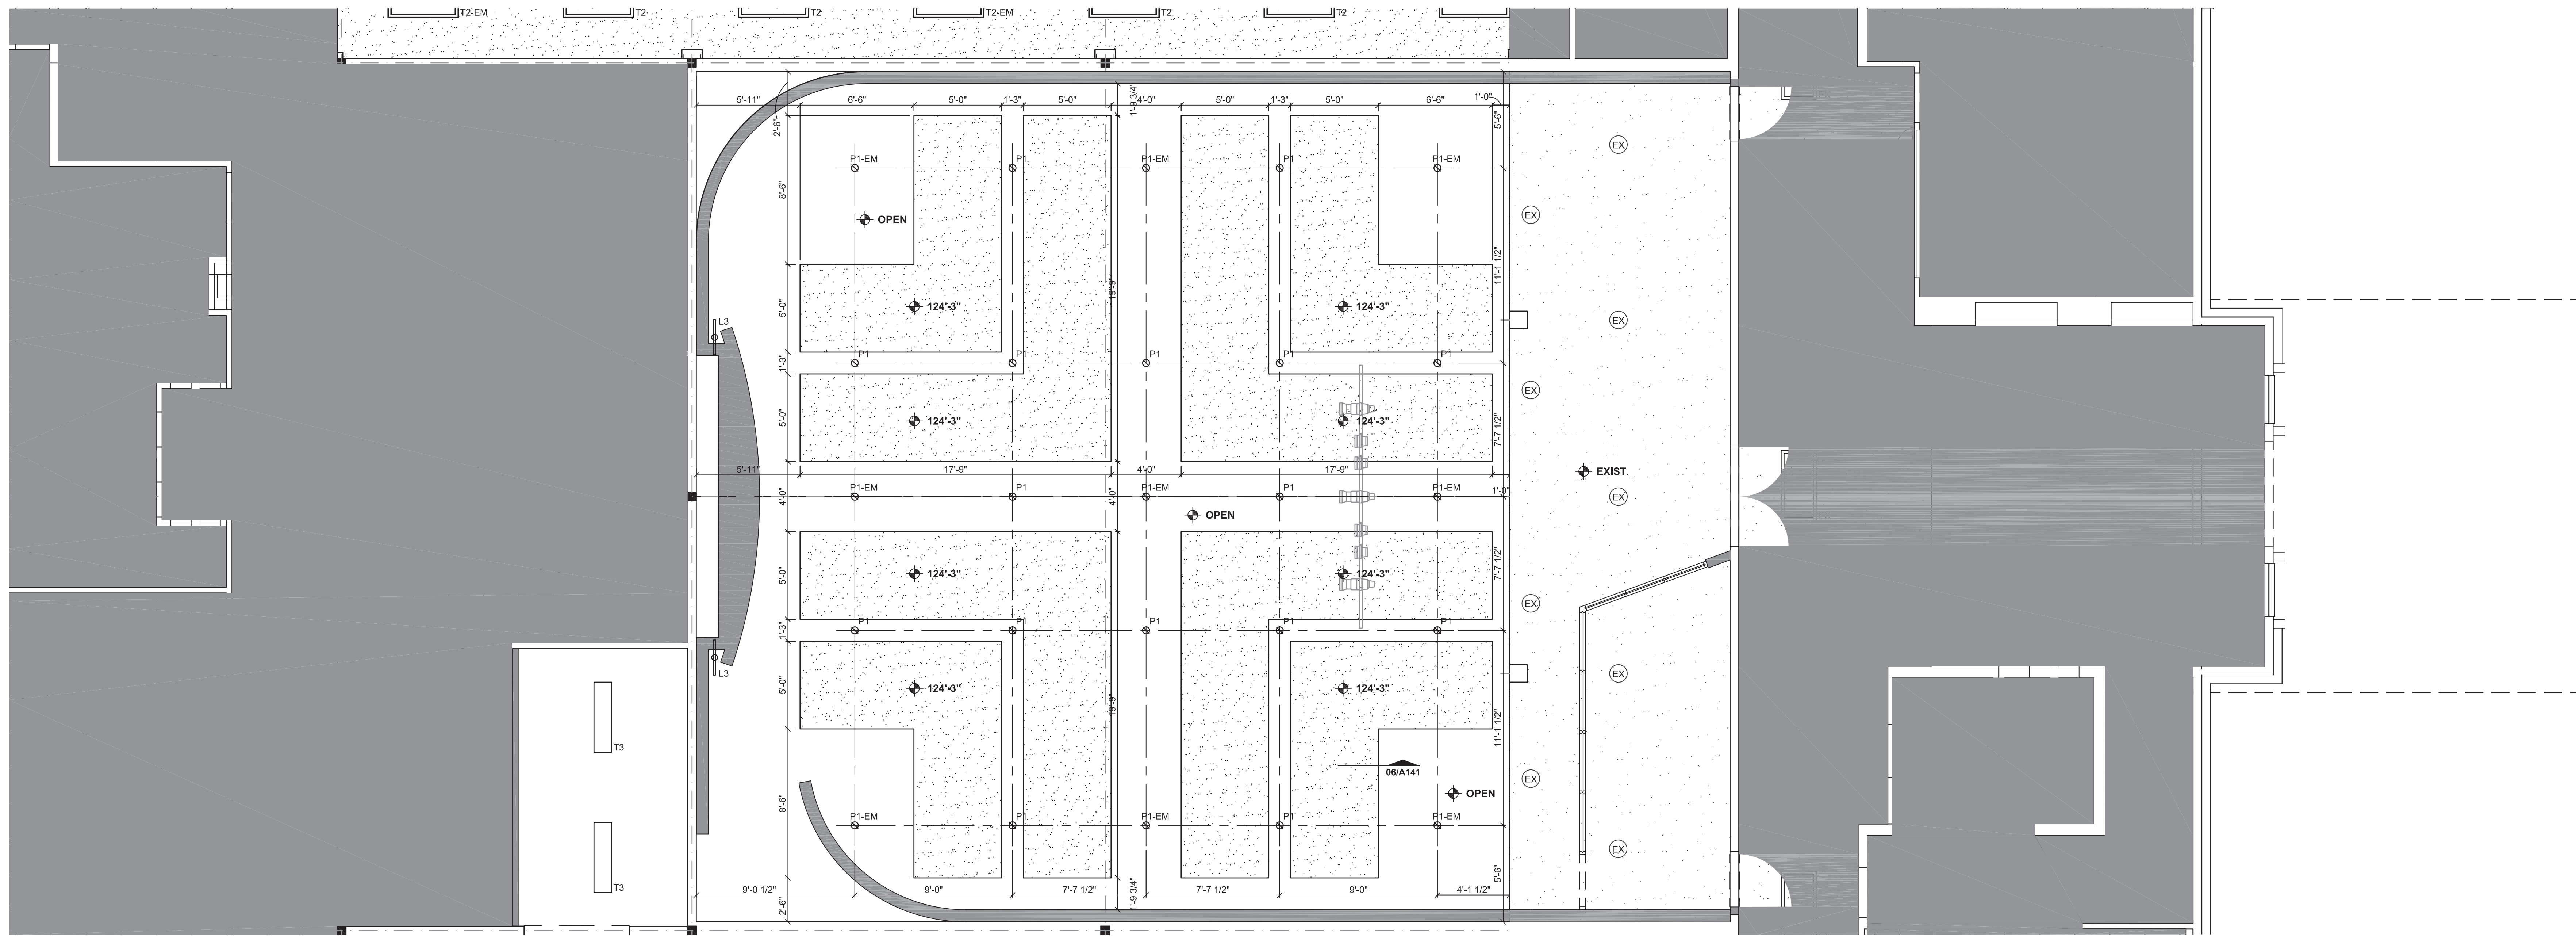 T2-EM
T2
T2
T2-EM
T2
T2
5'-11"
6'-6"
5'-0"
1'-3"
5'-0"
1'-9 3/4"
4'-0"
5'-0"
1'-3"
5'-0"
6'-6"
1'-0"
5'-6"
2'-6"
EX
P1-EM
P1
P1-EM
P1
P1-EM
8'-6"
EX
OPEN
11'-1 1/2"
19'-9"
5'-0"
124'-3"
124'-3"
L3
EX
1'-3"
P1
P1
P1
P1
P1
EX
5'-0"
124'-3"
124'-3"
7'-7 1/2"
5'-11"
17'-9"
4'-0"
17'-9"
EXIST.
4'-0"
P1-EM
P1
4'-0"
P1-EM
P1
P1-EM
1'-0"
EX
OPEN
5'-0"
124'-3"
124'-3"
7'-7 1/2"
EX
1'-3"
P1
P1
P1
P1
P1
L3
EX
5'-0"
124'-3"
19'-9"
124'-3"
11'-1 1/2"
T3
06/A141
EX
OPEN
8'-6"
P1-EM
P1
P1-EM
P1
P1-EM
EX
T3
9'-0 1/2"
9'-0"
7'-7 1/2"
7'-7 1/2"
9'-0"
4'-1 1/2"
5'-6"
2'-6"
1'-9 3/4"